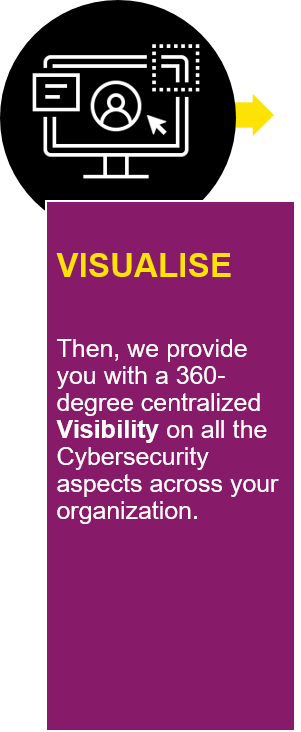 VISUALISE
Then, we provide
you with a 360-
degree centralized
Visibility on all the
Cybersecurity
aspects across your
organization.